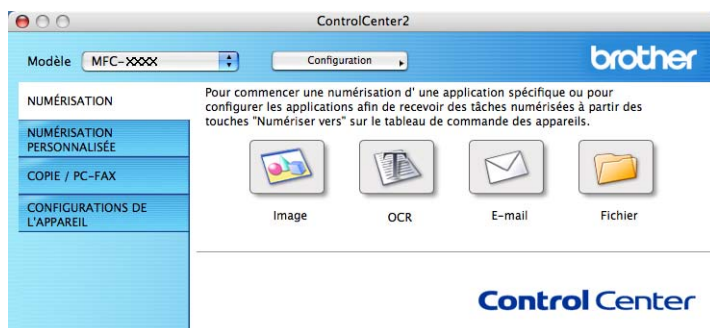 ControlCenter2
Modèle MFC-XXXX Configuration brother
NUMÉRISATION
NUMÉRISATION
PERSONNALISÉE
COPIE / PC-FAX
CONFIGURATIONS DE
L'APPAREIL
Pour commencer une numérisation d' une application spécifique ou pour
configurer les applications afin de recevoir des tâches numérisées à partir des
touches "Numériser vers" sur le tableau de commande des appareils.
Image OCR E-mail Fichier
Control Center